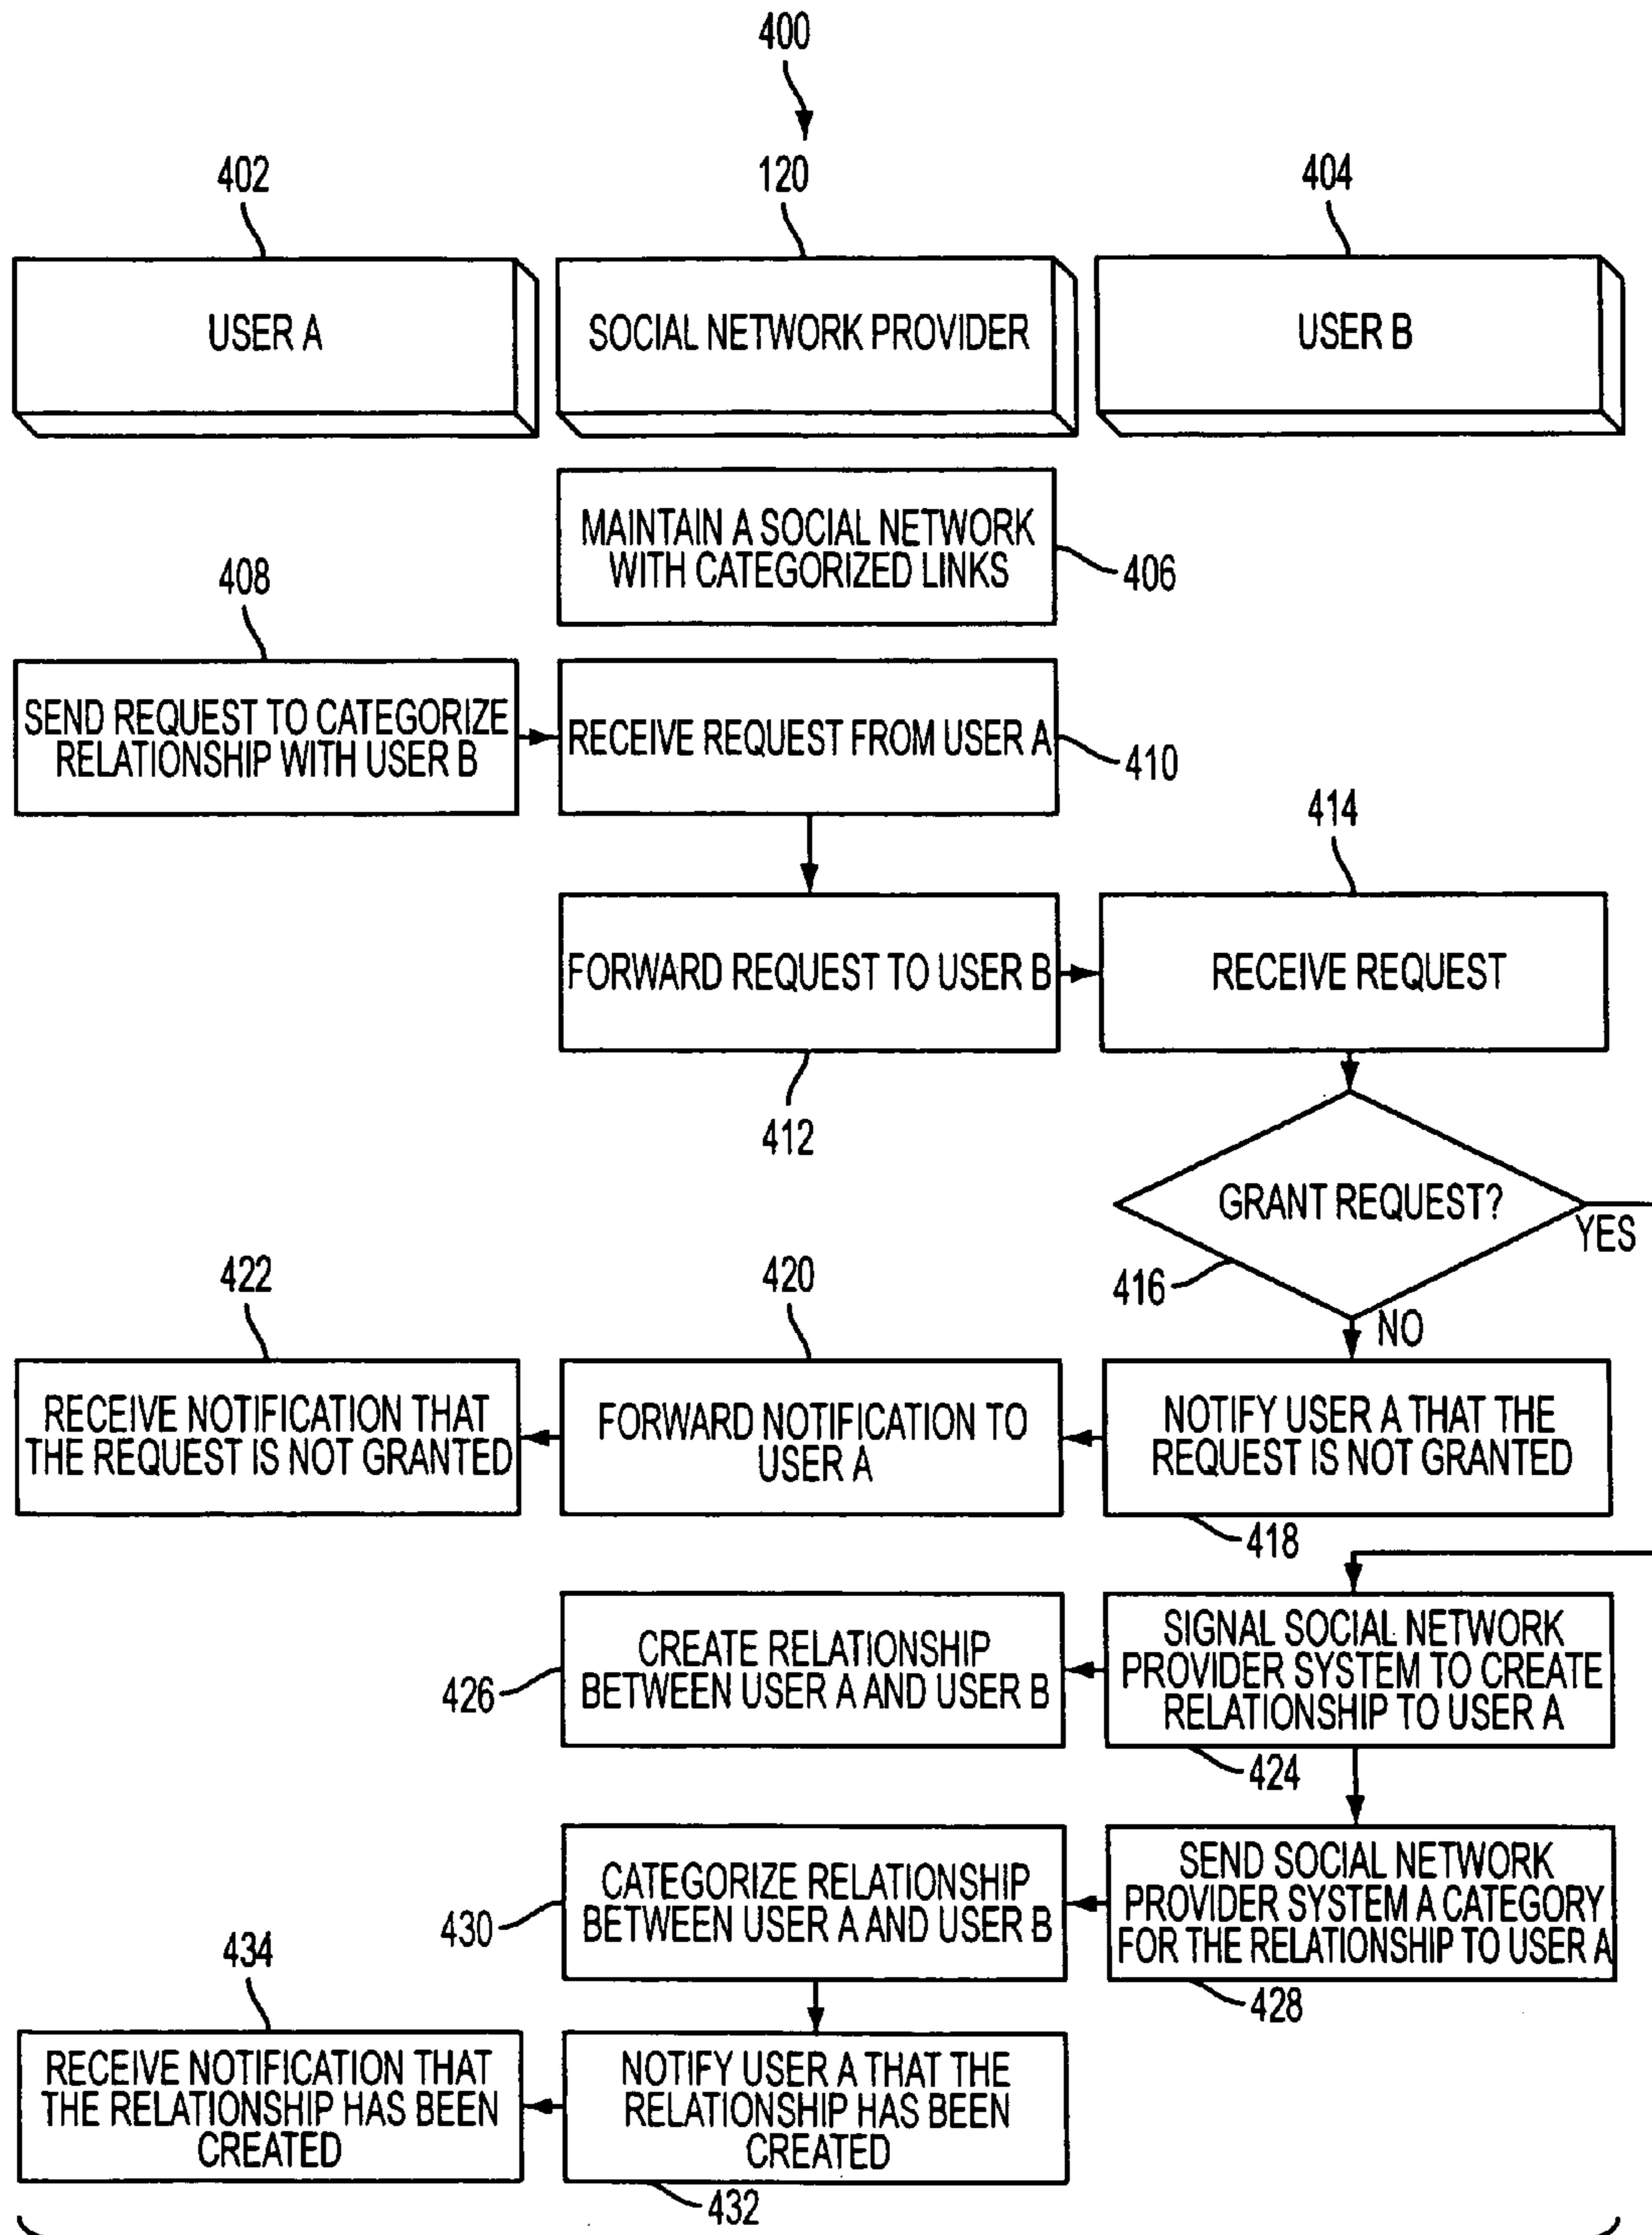 400
402
120
404
USER A
SOCIAL NETWORK PROVIDER
USER B
MAINTAIN A SOCIAL NETWORK
WITH CATEGORIZED LINKS
406
408
SEND REQUEST TO CATEGORIZE
RELATIONSHIP WITH USER B
RECEIVE REQUEST FROM USER A
410
414
FORWARD REQUEST TO USER B
RECEIVE REQUEST
412
GRANT REQUEST?
YES
416
NO
422
420
RECEIVE NOTIFICATION THAT
THE REQUEST IS NOT GRANTED
FORWARD NOTIFICATION TO
USER A
NOTIFY USER A THAT THE
REQUEST IS NOT GRANTED
418
CREATE RELATIONSHIP
BETWEEN USER A AND USER B
426
SIGNAL SOCIAL NETWORK
PROVIDER SYSTEM TO CREATE
RELATIONSHIP TO USER A
424
CATEGORIZE RELATIONSHIP
BETWEEN USER A AND USER B
430
SEND SOCIAL NETWORK
PROVIDER SYSTEM A CATEGORY
FOR THE RELATIONSHIP TO USER A
428
434
RECEIVE NOTIFICATION THAT
THE RELATIONSHIP HAS BEEN
CREATED
NOTIFY USER A THAT THE
RELATIONSHIP HAS BEEN
CREATED
432